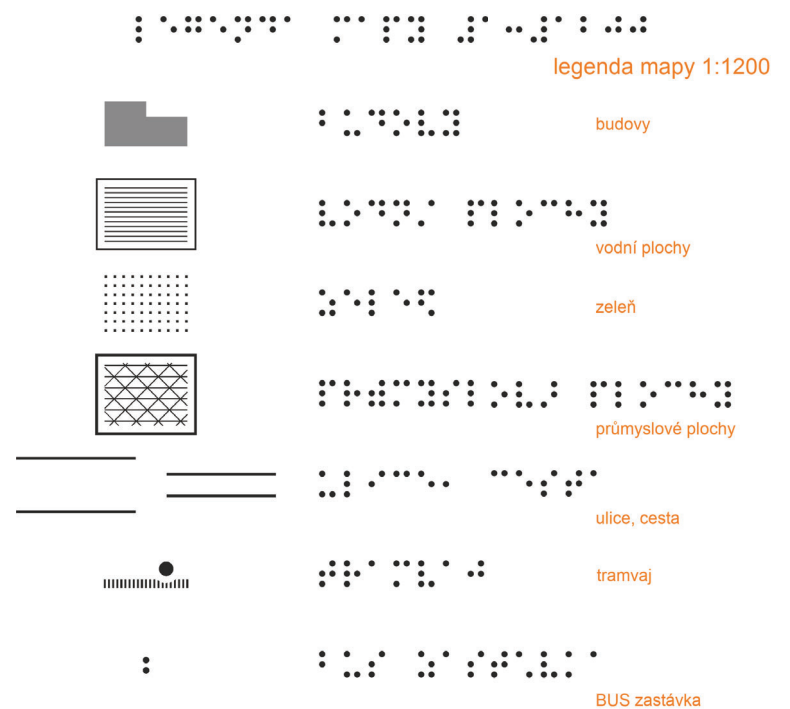 legenda mapy 1:1200
budovy
vodní plochy
zeleň
průmyslové plochy
ulice, cesta
tramvaj
BUS zastávka